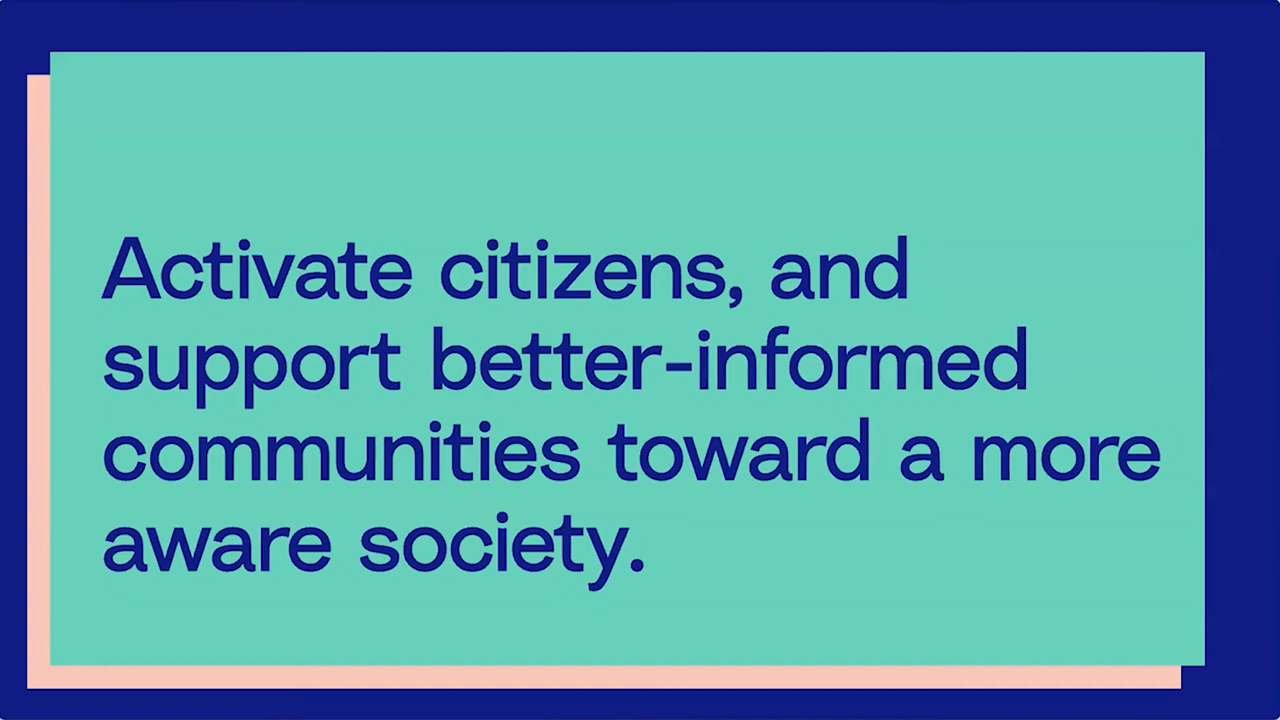 Activate citizens, and
support better-informed
communities toward a more
aware society.